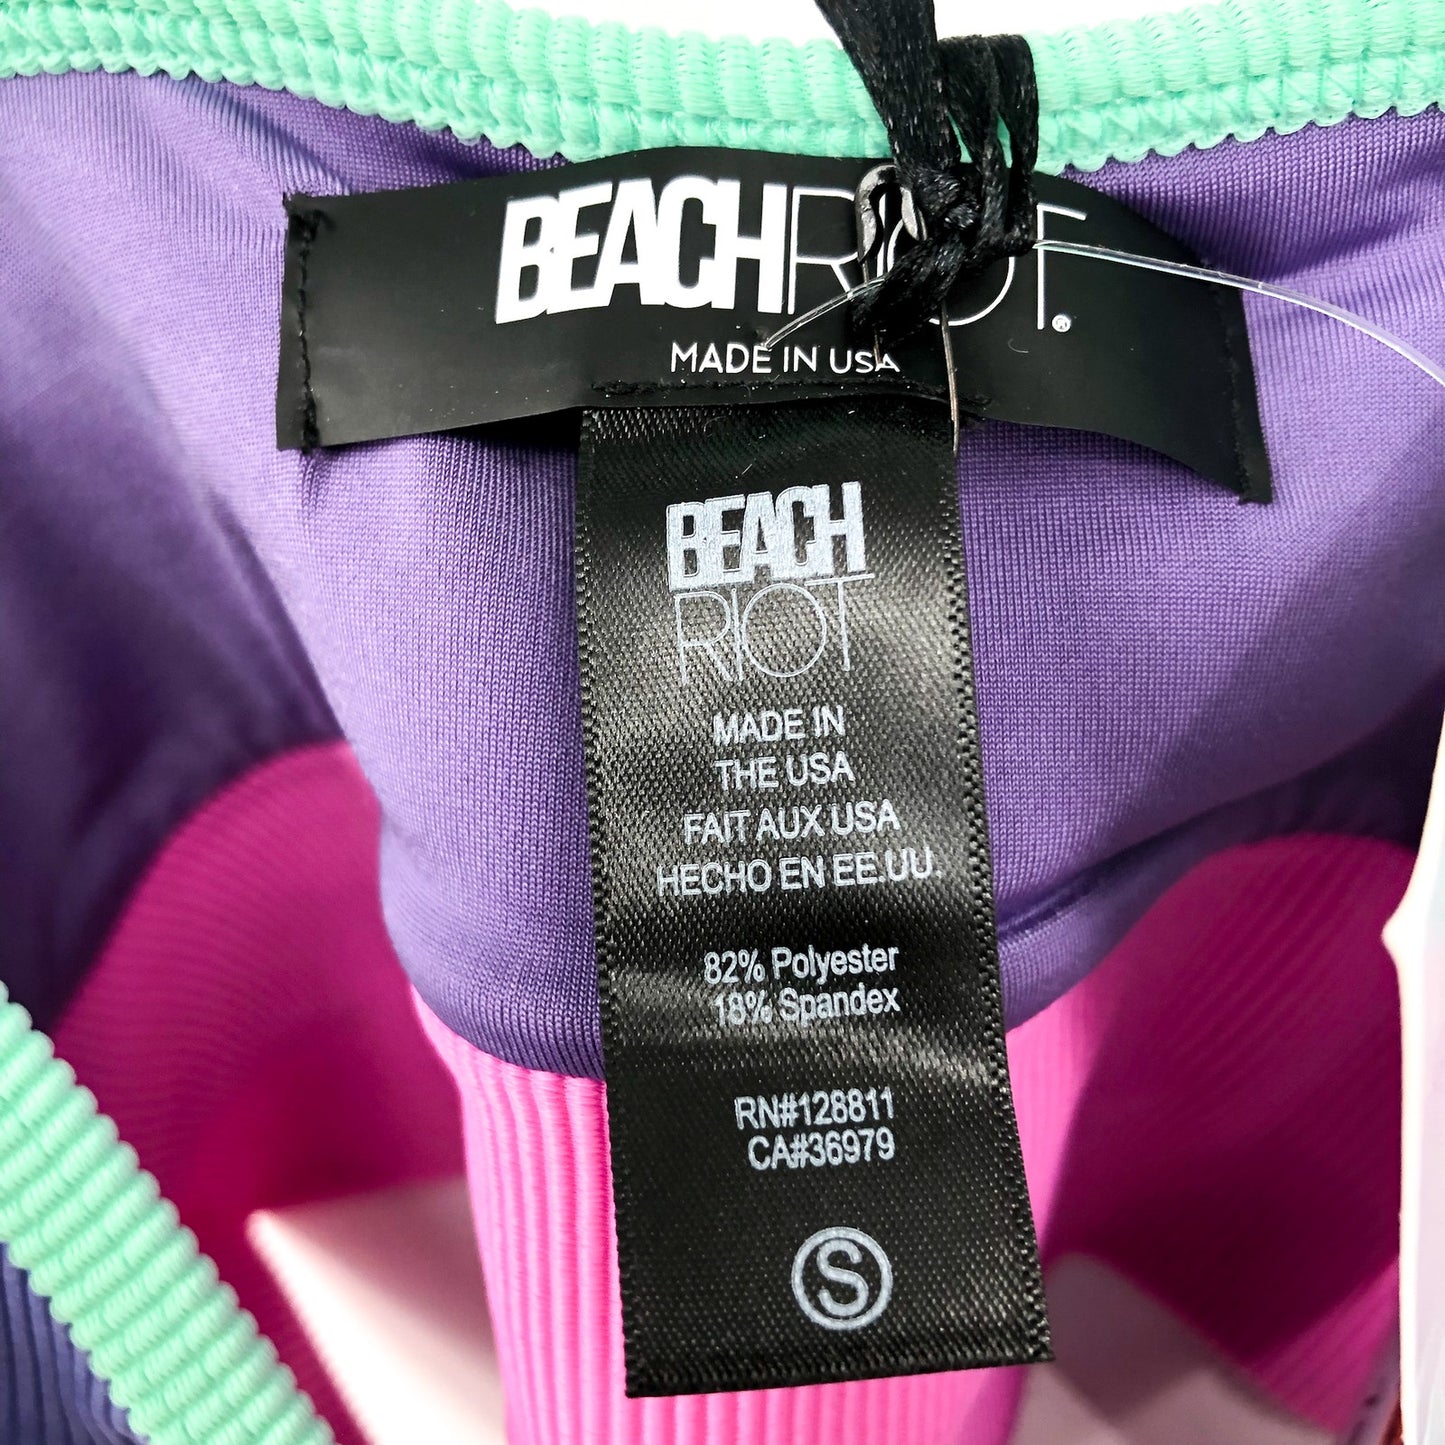 BEACHRIOT®
MADE IN USA
BEACH
RIOT
MADE IN
THE USA
FAIT AUX USA
HECHO EN EE.UU.
82% Polyester
18% Spandex
RN#128811
CA#36979
S